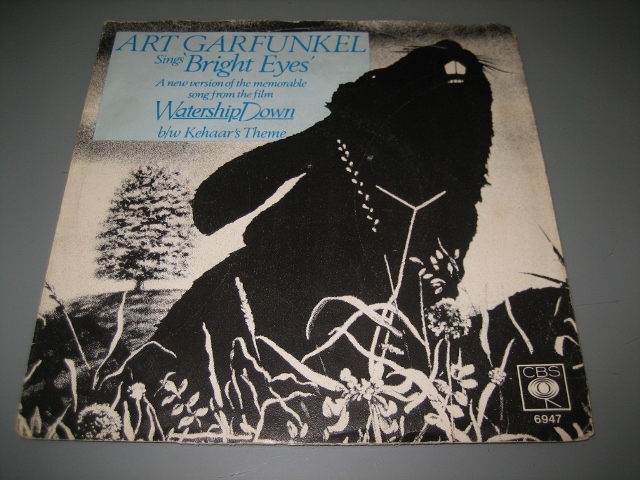 ART GARFUNKEL
Sings 'Bright Eyes'
A new version of the memorable
song from the film
Watership Down
b/w Kehaar's Theme
CBS
6947